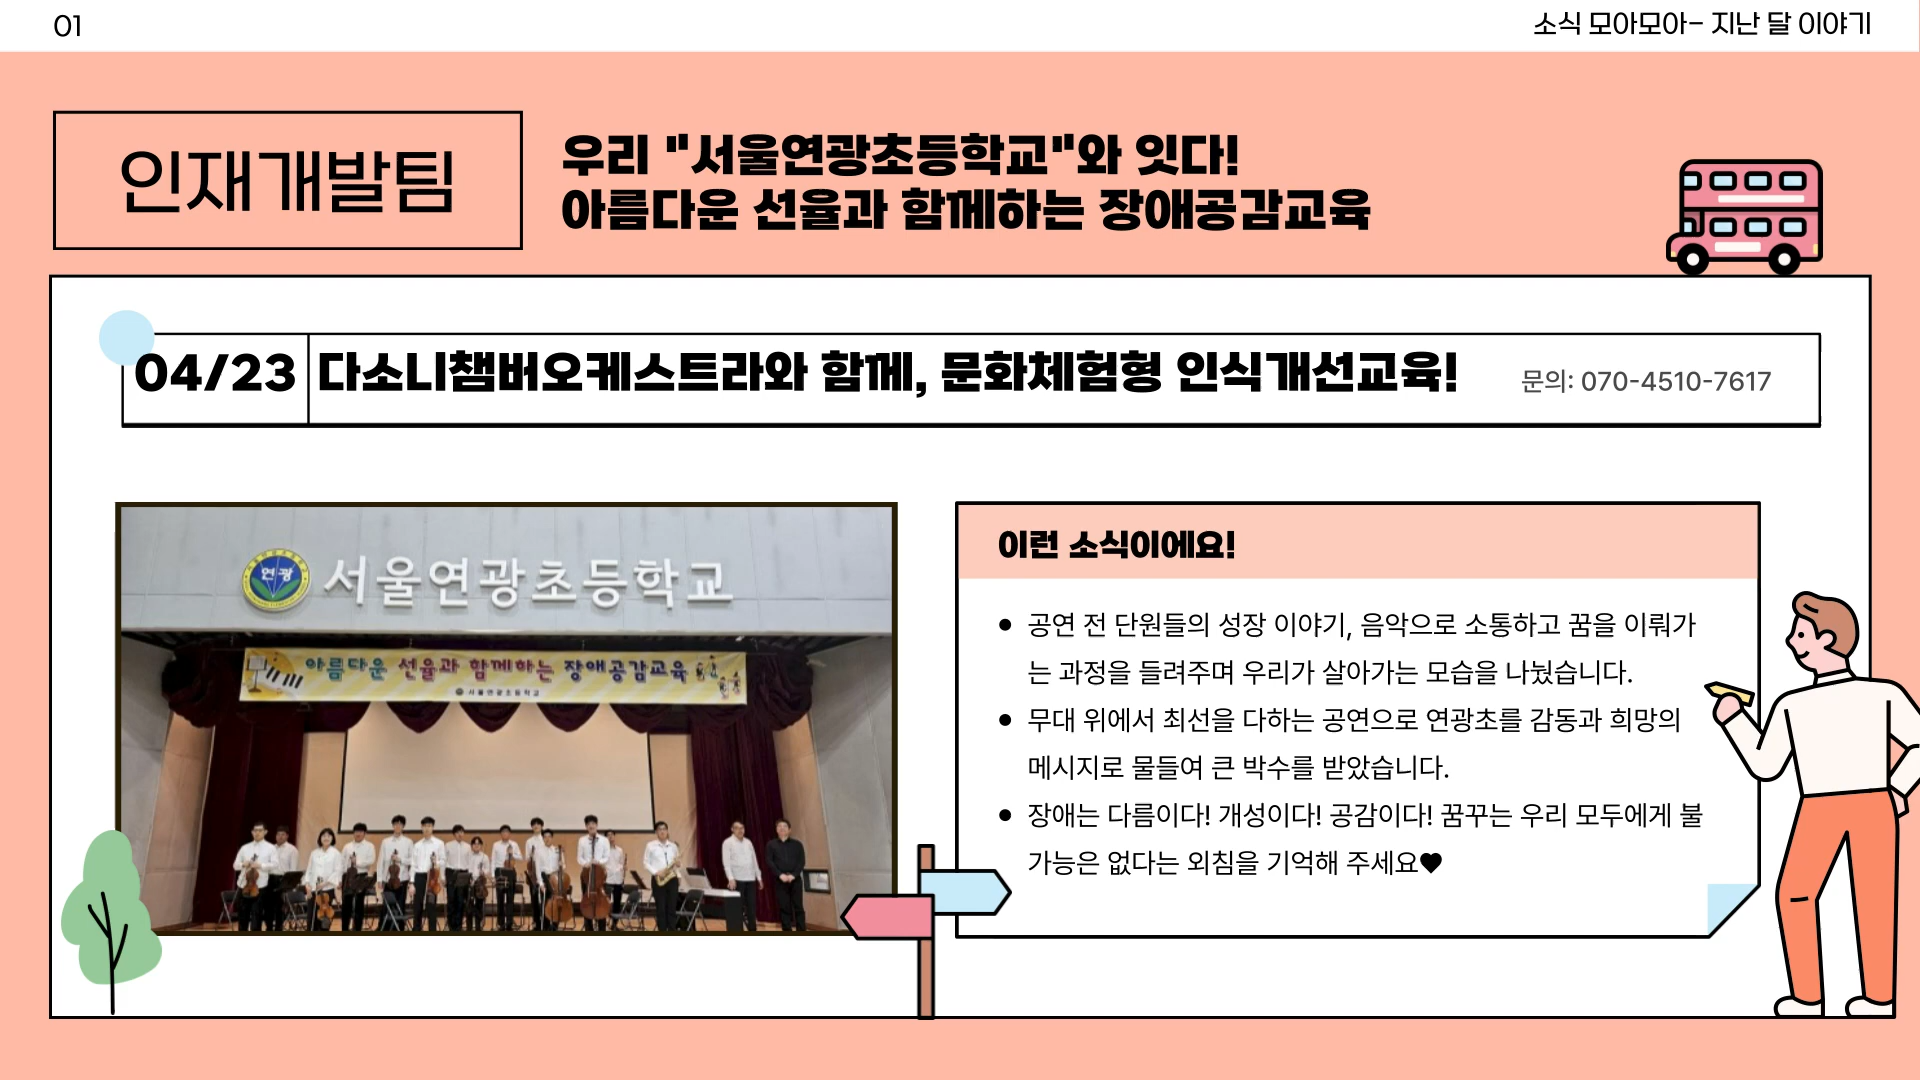 01
소식 모아모아- 지난 달 이야기
인재개발팀
우리 "서울연광초등학교"와 잇다!
아름다운 선율과 함께하는 장애공감교육
04/23
다소니챔버오케스트라와 함께, 문화체험형 인식개선교육!
문의: 070-4510-7617
연광
서울연광초등학교
아름다운 선율과 함께하는 장애공감교육
서울연광초등학교
이런 소식이에요!
공연 전 단원들의 성장 이야기, 음악으로 소통하고 꿈을 이뤄가
는 과정을 들려주며 우리가 살아가는 모습을 나눴습니다.
무대 위에서 최선을 다하는 공연으로 연광초를 감동과 희망의
메시지로 물들여 큰 박수를 받았습니다.
장애는 다름이다! 개성이다! 공감이다! 꿈꾸는 우리 모두에게 불
가능은 없다는 외침을 기억해 주세요♥